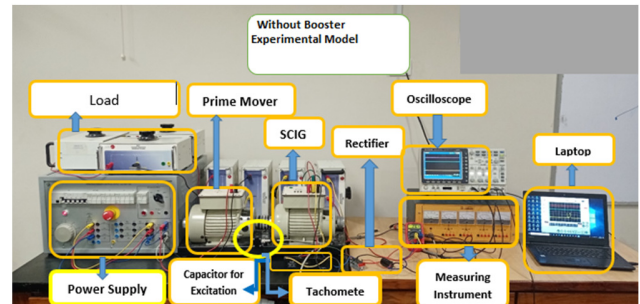 Without Booster
Experimental Model
Load
Prime Mover
SCIG
Rectifier
Oscilloscope
Laptop
Power Supply
Capacitor for
Excitation
Tachomete
Measuring
Instrument